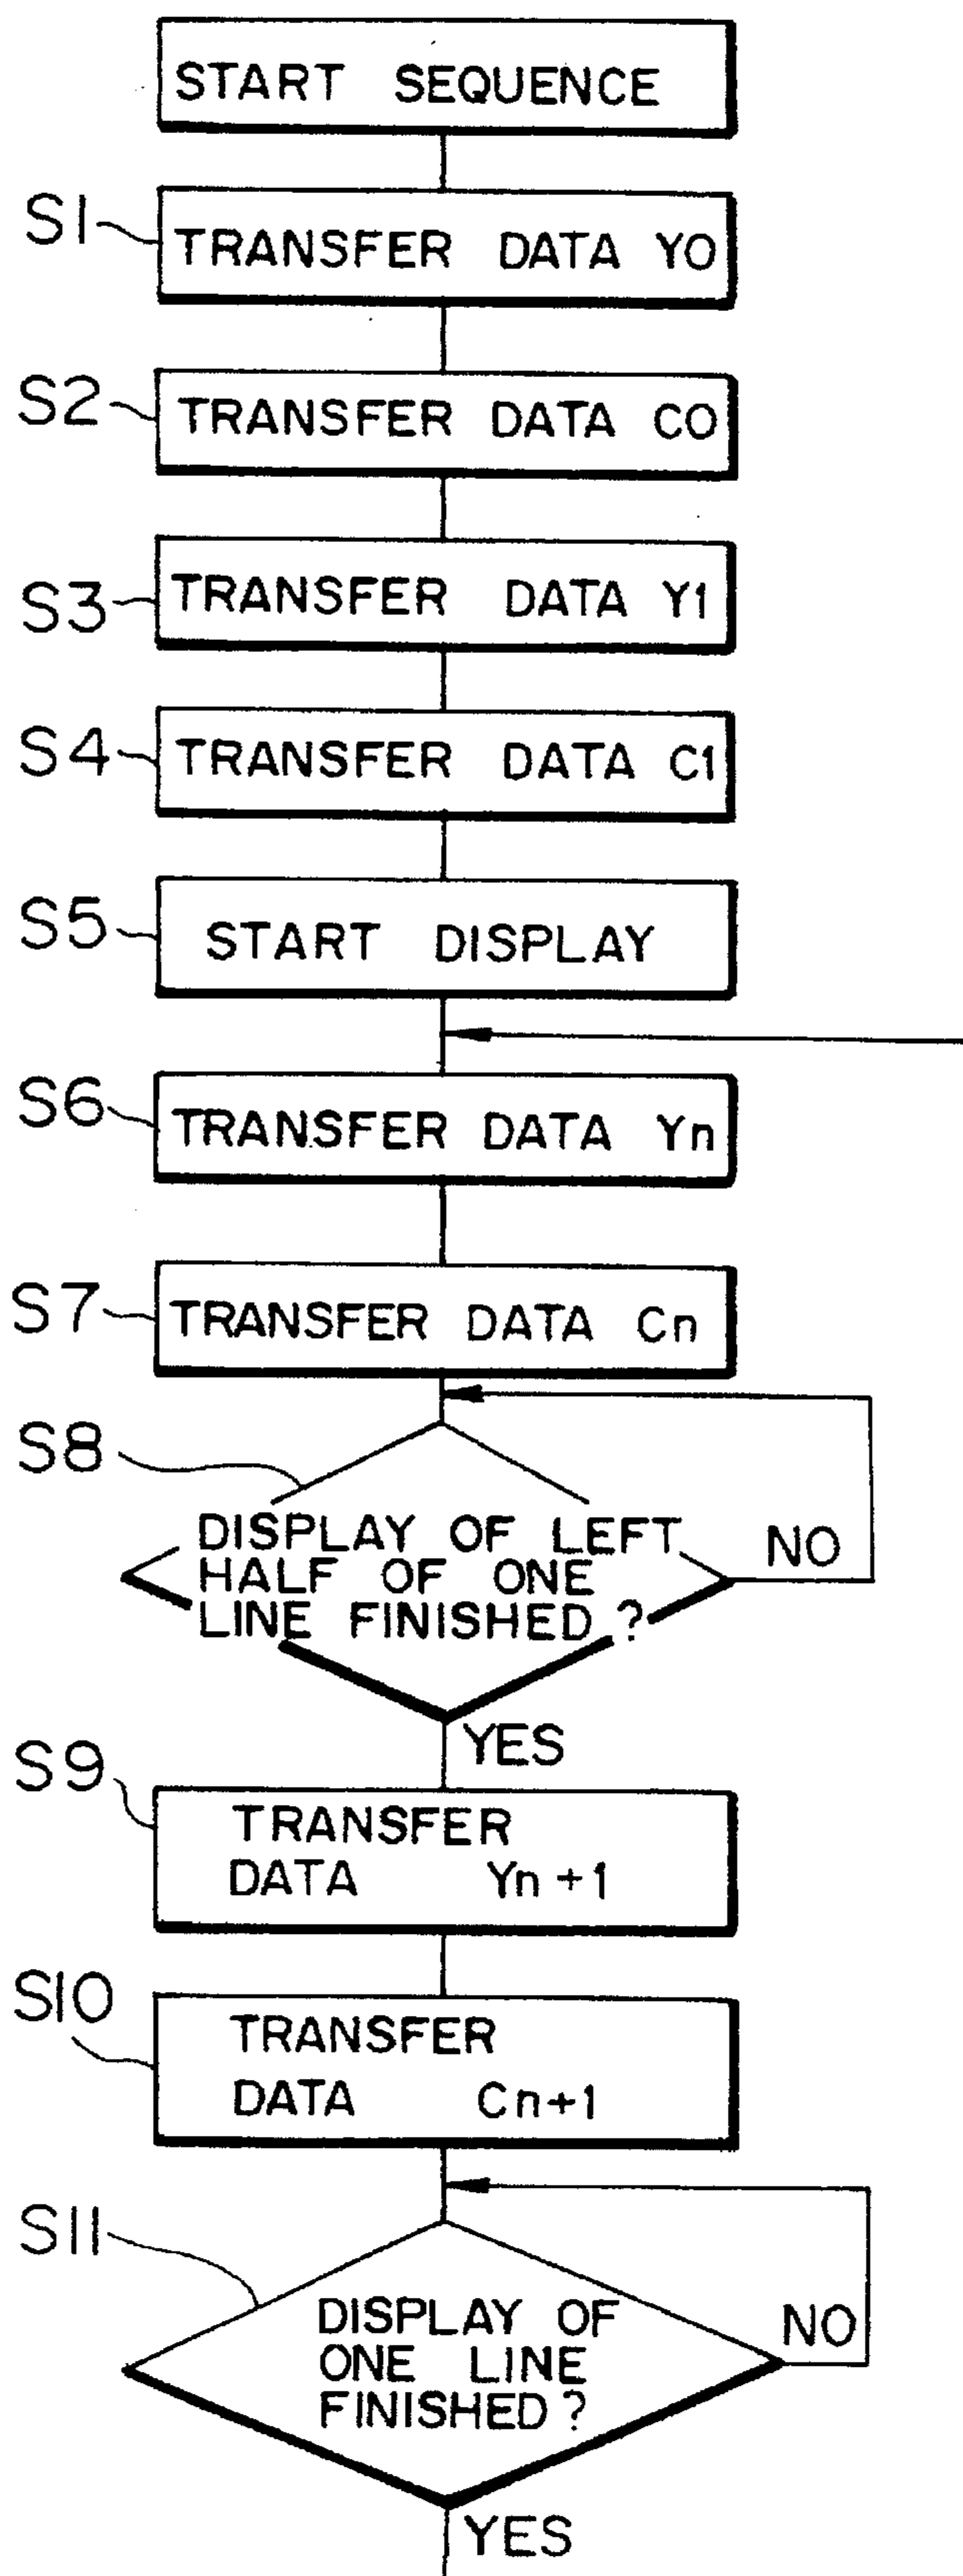 START SEQUENCE
S1
TRANSFER DATA Y0
S2
TRANSFER DATA C0
S3
TRANSFER DATA Y1
S4
TRANSFER DATA C1
S5
START DISPLAY
S6
TRANSFER DATA Yn
S7
TRANSFER DATA Cn
S8
DISPLAY OF LEFT
HALF OF ONE
LINE FINISHED ?
NO
YES
S9
TRANSFER
DATA Yn +1
S10
TRANSFER
DATA Cn+1
S11
DISPLAY OF
ONE LINE
FINISHED ?
NO
YES